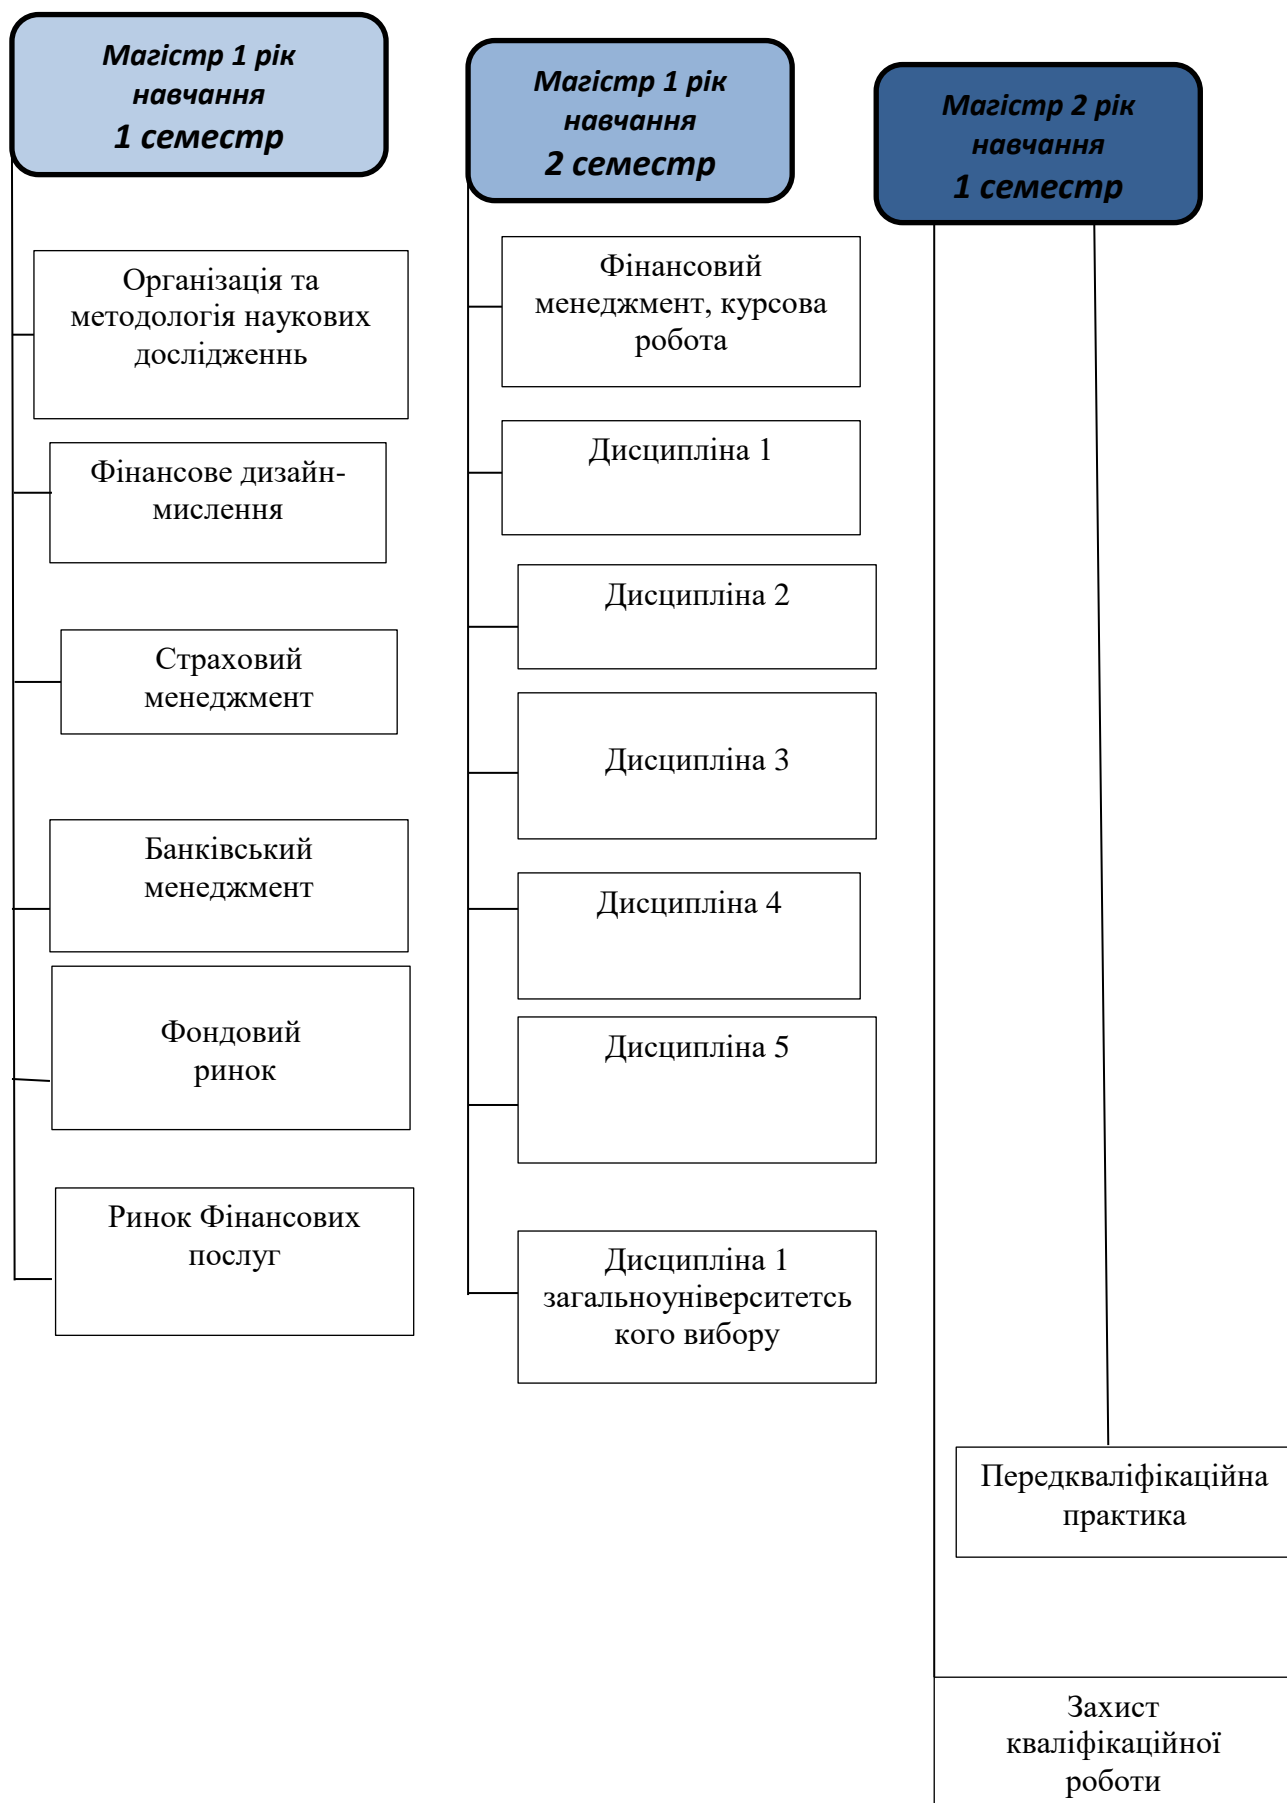 Магістр 1 рік
навчання
1 семестр
Організація та
методологія наукових
дослідженнь
Фінансове дизайн-
мислення
Страховий
менеджмент
Банківський
менеджмент
Фондовий
ринок
Ринок Фінансових
послуг
Магістр 1 рік
навчання
2 семестр
Фінансовий
менеджмент, курсова
робота
Дисципліна 1
Дисципліна 2
Дисципліна 3
Дисципліна 4
Дисципліна 5
Дисципліна 1
загальноуніверситетсь
кого вибору
Магістр 2 рік
навчання
1 семестр
Передкваліфікаційна
практика
Захист
кваліфікаційної
роботи